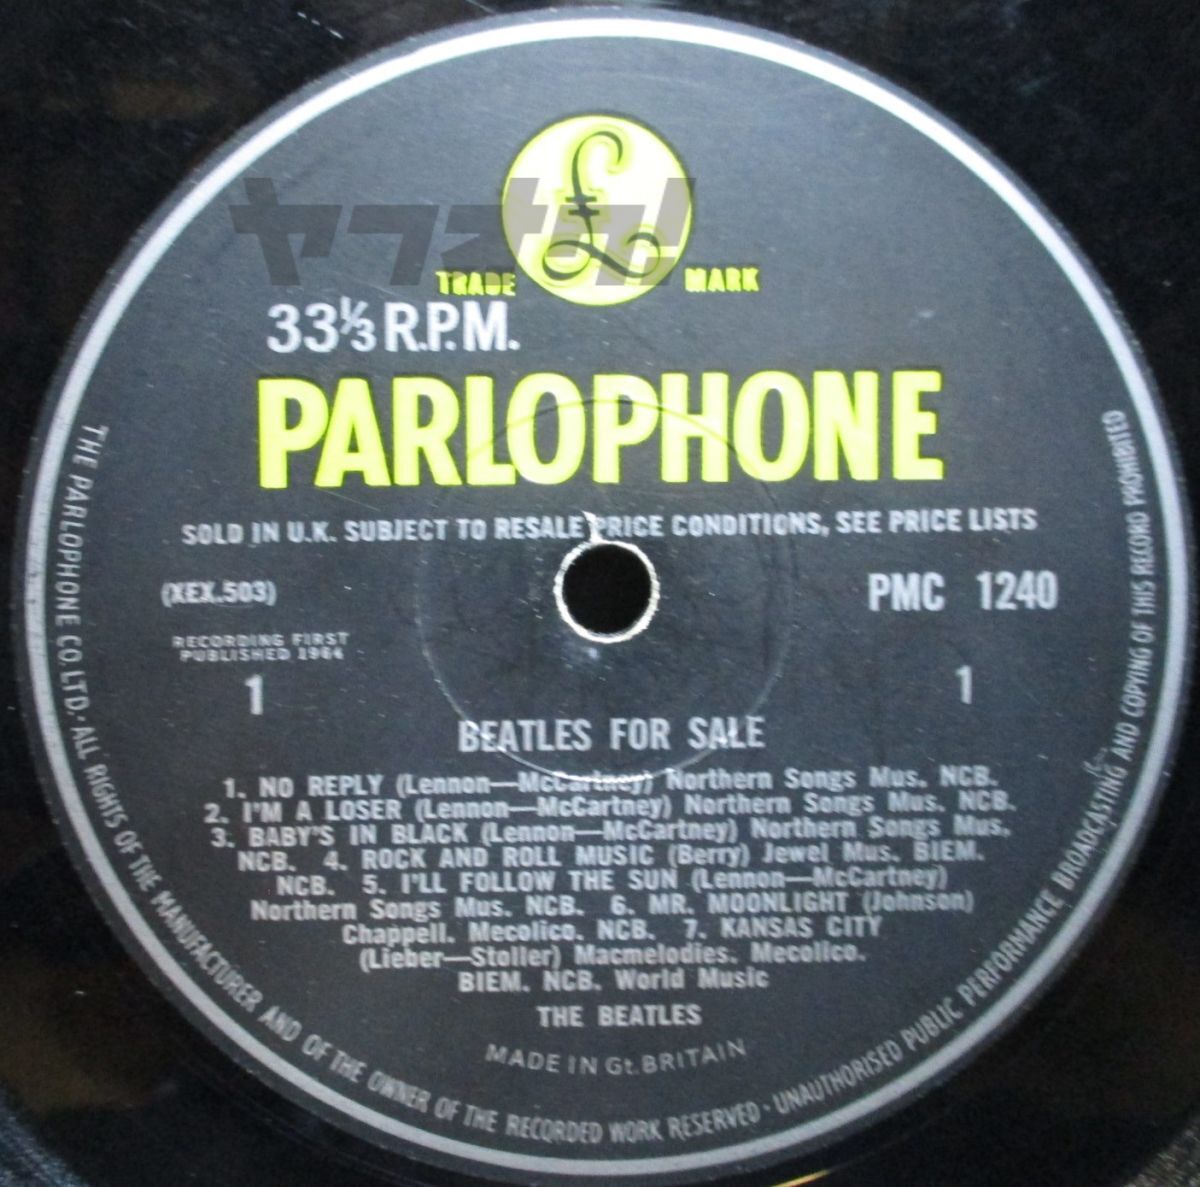 ヤフオク!
£
TRADE MARK
33⅓ R.P.M.
PARLOPHONE
SOLD IN U.K. SUBJECT TO RESALE PRICE CONDITIONS, SEE PRICE LISTS
(XEX.503)
PMC 1240
RECORDING FIRST
PUBLISHED 1964
1
1
BEATLES FOR SALE
1. NO REPLY (Lennon—McCartney) Northern Songs Mus. NCB.
2. I'M A LOSER (Lennon—McCartney) Northern Songs Mus. NCB.
3. BABY'S IN BLACK (Lennon—McCartney) Northern Songs Mus.
NCB. 4. ROCK AND ROLL MUSIC (Berry) Jewel Mus. BIEM.
NCB. 5. I'LL FOLLOW THE SUN (Lennon—McCartney)
Northern Songs Mus. NCB. 6. MR. MOONLIGHT (Johnson)
Chappell. Mecolico. NCB. 7. KANSAS CITY
(Lieber—Stoller) Macmelodies. Mecolico.
BIEM. NCB. World Music
THE BEATLES
MADE IN Gt. BRITAIN
THE PARLOPHONE CO. LTD. · ALL RIGHTS OF THE MANUFACTURER AND OF THE OWNER OF THE RECORDED WORK RESERVED · UNAUTHORISED PUBLIC PERFORMANCE BROADCASTING AND COPYING OF THIS RECORD PROHIBITED